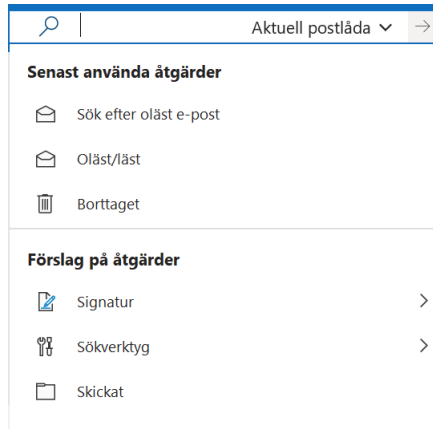 Aktuell postlåda
Senast använda åtgärder
Sök efter oläst e-post
Oläst/läst
Borttaget
Förslag på åtgärder
Signatur
Sökverktyg
Skickat